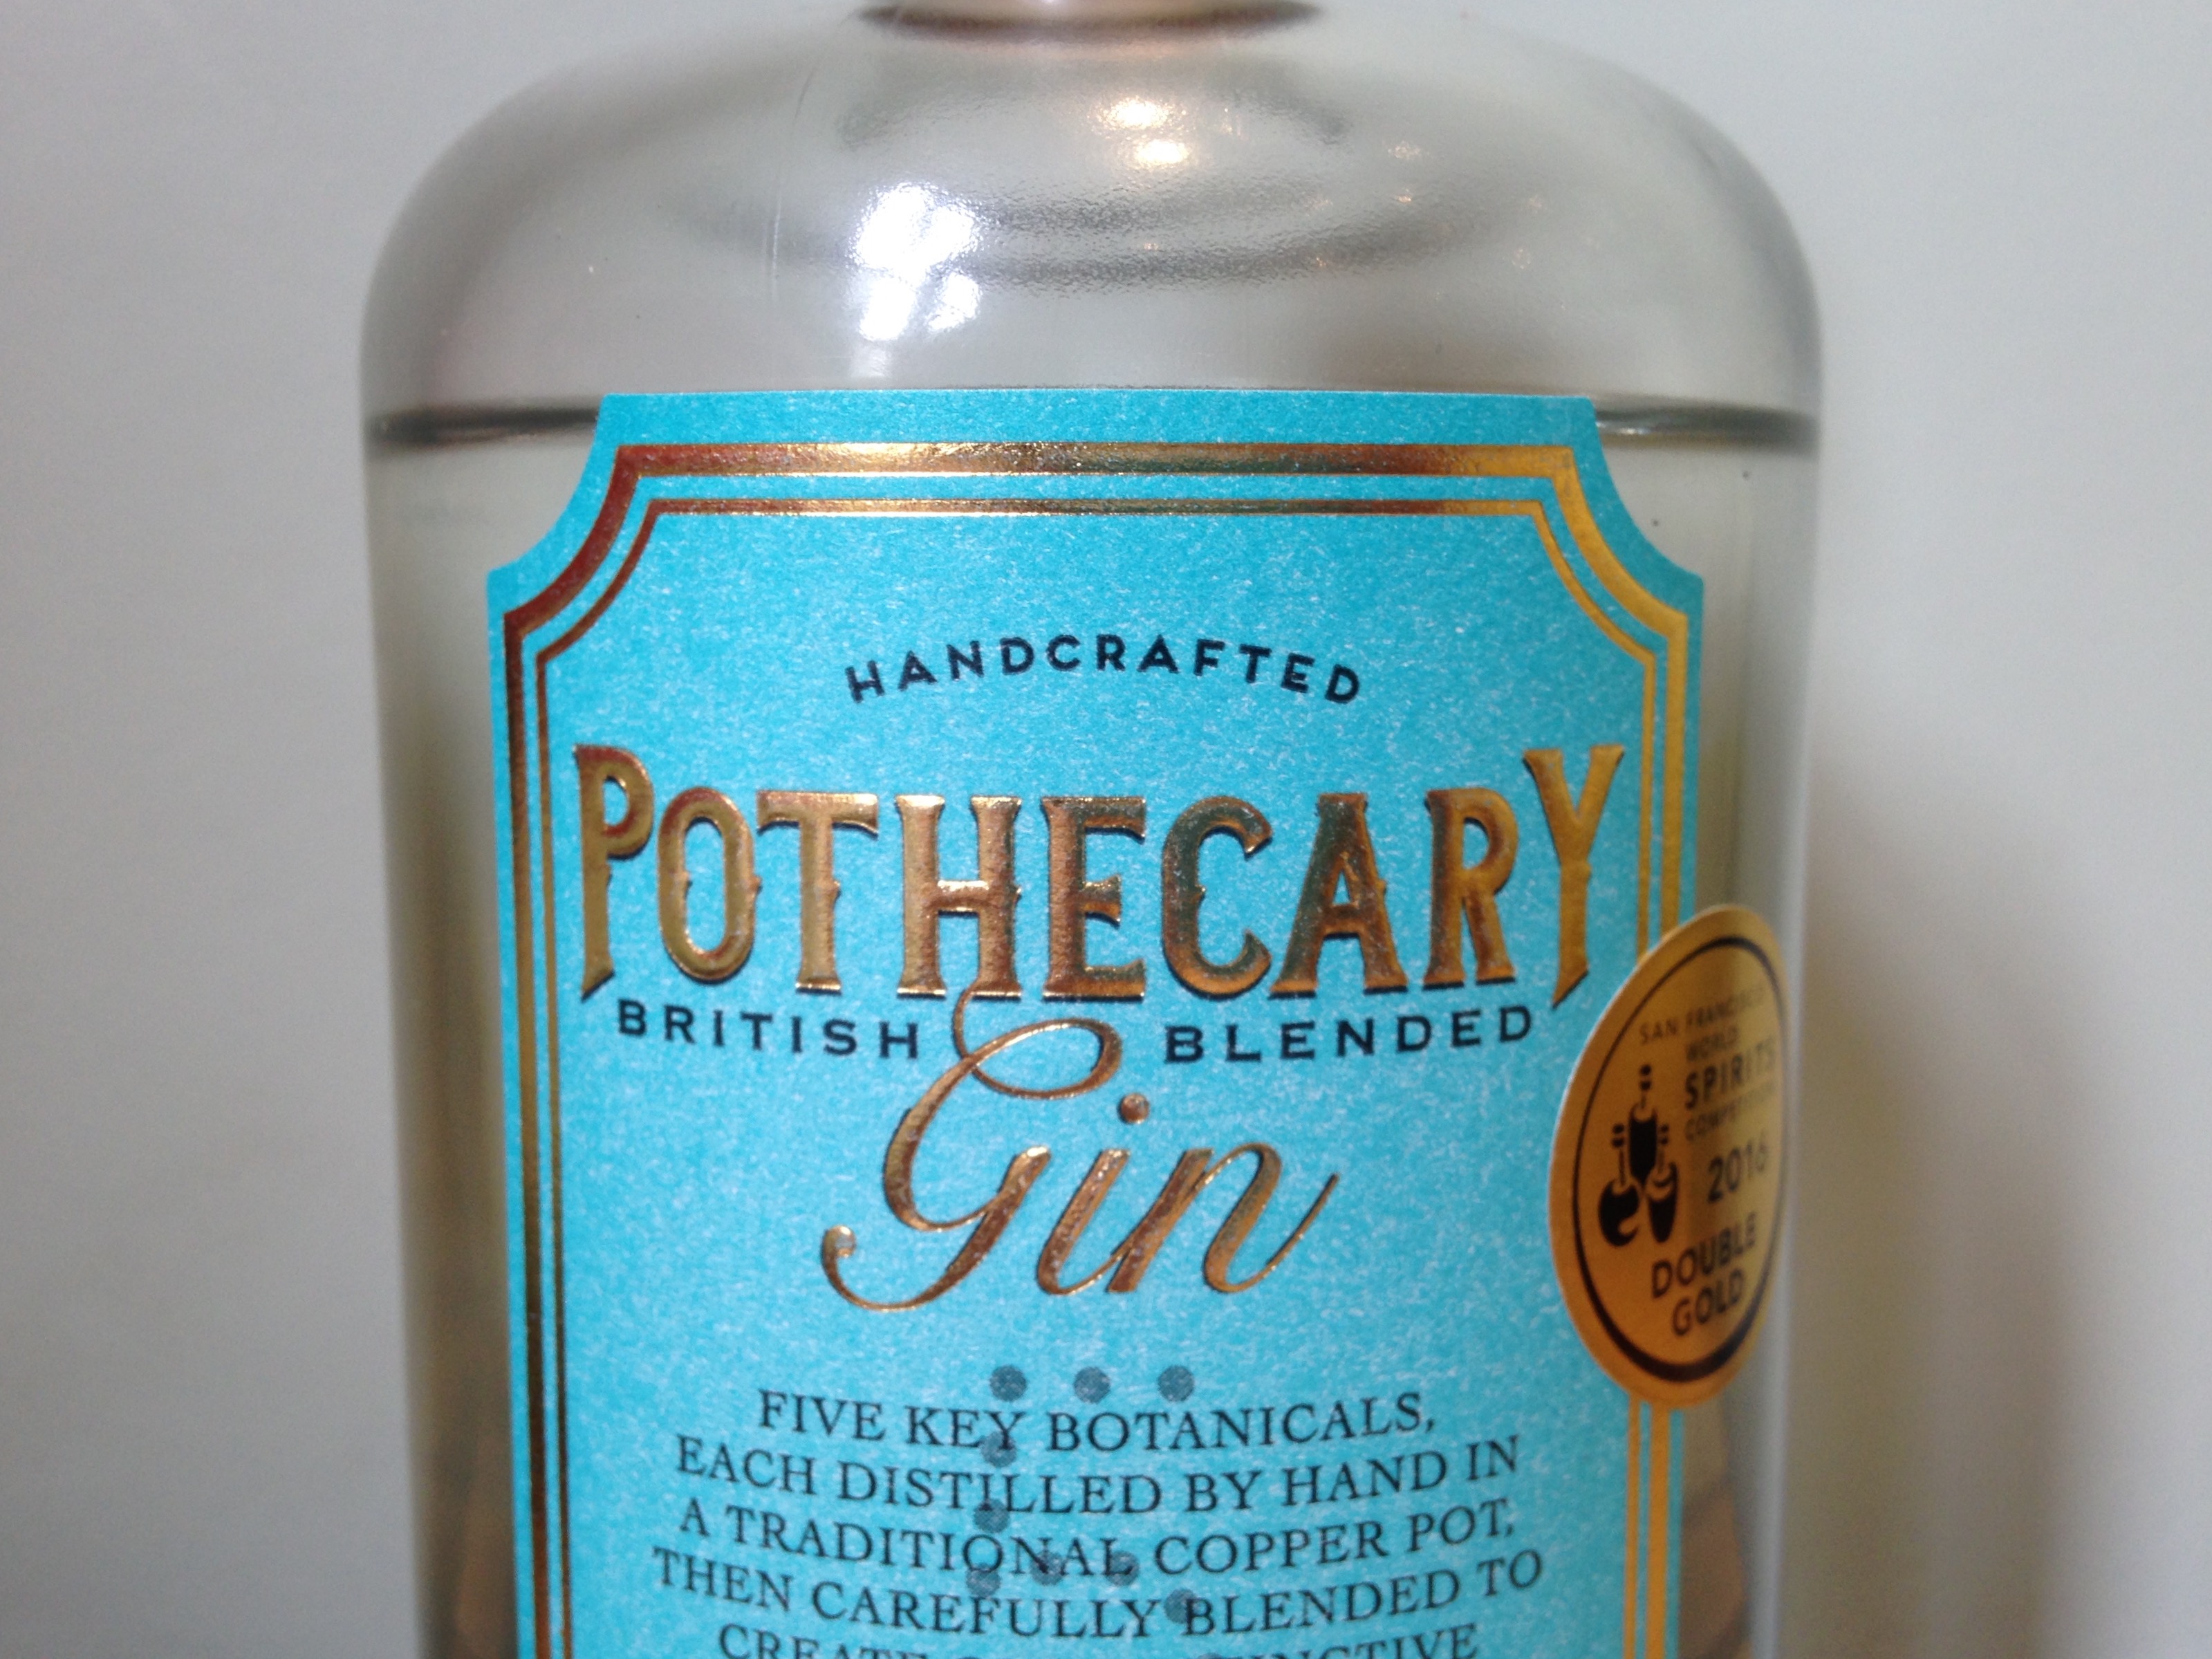 HANDCRAFTED
POTHECARY
BRITISH BLENDED
Gin
SAN FRANCISCO
WORLD
SPIRITS
COMPETITION
2016
DOUBLE
GOLD
FIVE KEY BOTANICALS,
EACH DISTILLED BY HAND IN
A TRADITIONAL COPPER POT,
THEN CAREFULLY BLENDED TO
CREATE